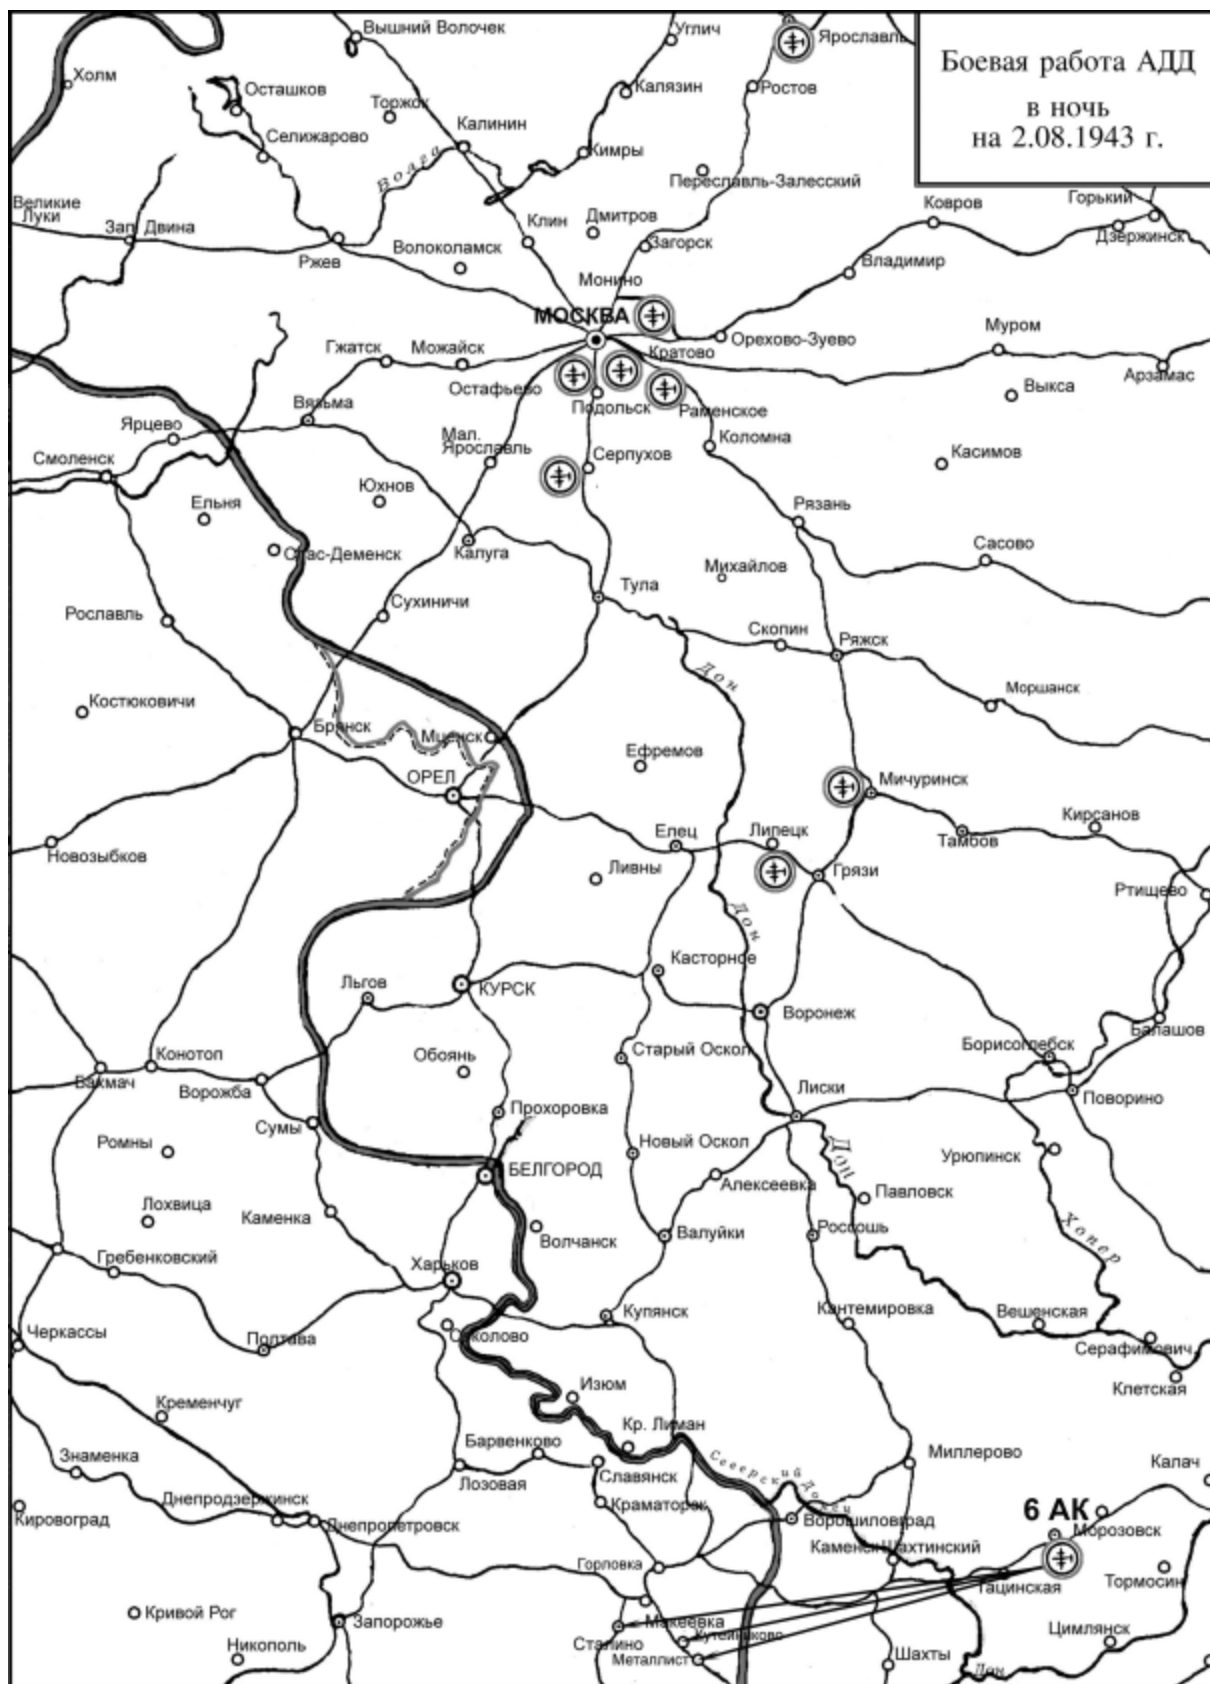 Боевая работа АДД
в ночь
на 2.08.1943 г.
Вышний Волочек
Углич
Ярославль
Холм
Осташков
Торжок
Калязин
Ростов
Селижарово
Калинин
Кимры
Волга
Переславль-Залесский
Великие
Луки
Зап. Двина
Ржев
Волоколамск
Клин
Дмитров
Загорск
Ковров
Горький
Дзержинск
Владимир
Монино
МОСКВА
Орехово-Зуево
Муром
Гжатск
Можайск
Кратово
Остафьево
Подольск
Раменское
Выкса
Арзамас
Вязьма
Ярцево
Мал.
Ярославль
Коломна
Смоленск
Серпухов
Касимов
Юхнов
Ельня
Рязань
Спас-Деменск
Калуга
Сасово
Михайлов
Тула
Сухиничи
Рославль
Скопин
Ряжск
Дон
Моршанск
Костюковичи
Брянск
Мценск
Ефремов
ОРЕЛ
Мичуринск
Кирсанов
Елец
Липецк
Тамбов
Новозыбков
Ливны
Грязи
Ртищево
Дон
Касторное
Льгов
КУРСК
Воронеж
Балашов
Борисоглебск
Конотоп
Обоянь
Старый Оскол
Бахмач
Ворожба
Поворино
Лиски
Прохоровка
Сумы
Ромны
Новый Оскол
Дон
Урюпинск
БЕЛГОРОД
Алексеевка
Павловск
Лохвица
Каменка
Волчанск
Валуйки
Россошь
Хопер
Гребенковский
Харьков
Купянск
Кантемировка
Вешенская
Черкассы
Полтава
Соколово
Серафимович
Клетская
Изюм
Кременчуг
Кр. Лиман
Барвенково
Северский Донец
Миллерово
Калач
Знаменка
Лозовая
Славянск
Днепродзержинск
Краматорск
6 АК
Кировоград
Днепропетровск
Ворошиловград
Морозовск
Каменск-Шахтинский
Горловка
Тацинская
Тормосин
Кривой Рог
Запорожье
Макеевка
Сталино
Кутейниково
Цимлянск
Никополь
Металлист
Шахты
Дон